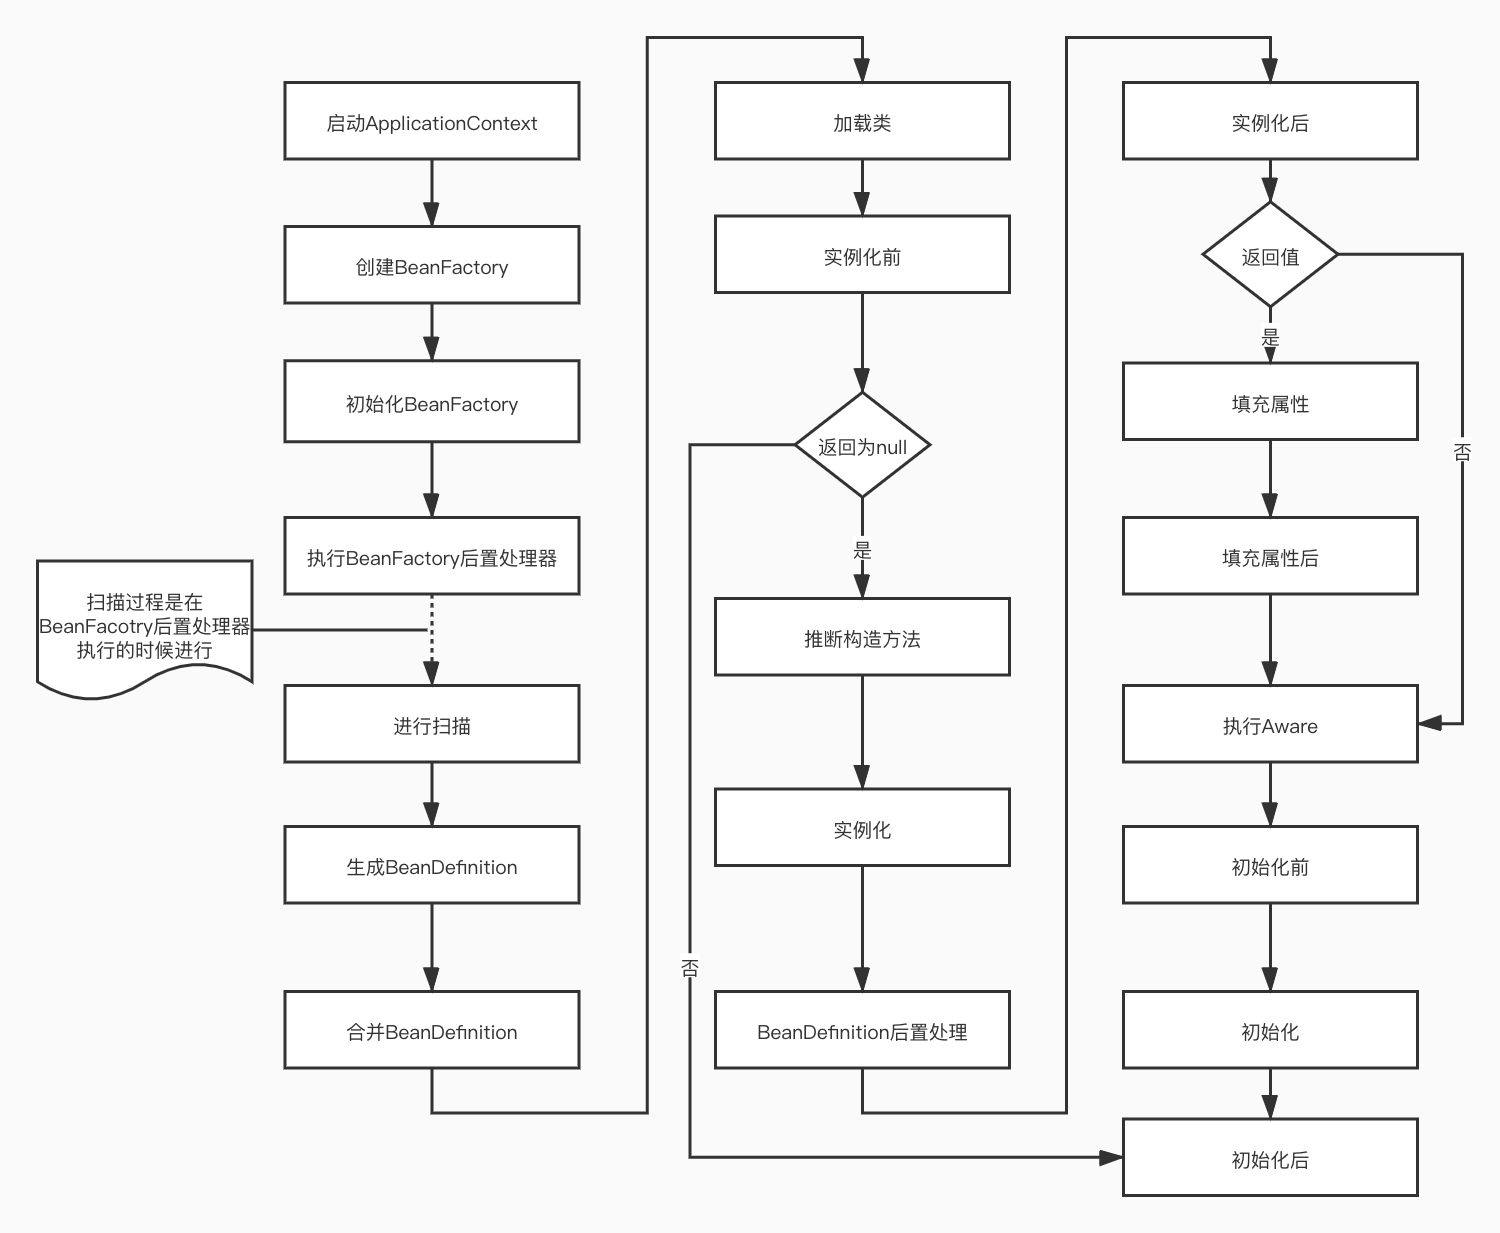 启动ApplicationContext
创建BeanFactory
初始化BeanFactory
执行BeanFactory后置处理器
扫描过程是在
BeanFacotry后置处理器
执行的时候进行
进行扫描
生成BeanDefinition
合并BeanDefinition
加载类
实例化前
返回为null
是
否
推断构造方法
实例化
BeanDefinition后置处理
实例化后
返回值
是
否
填充属性
填充属性后
执行Aware
初始化前
初始化
初始化后